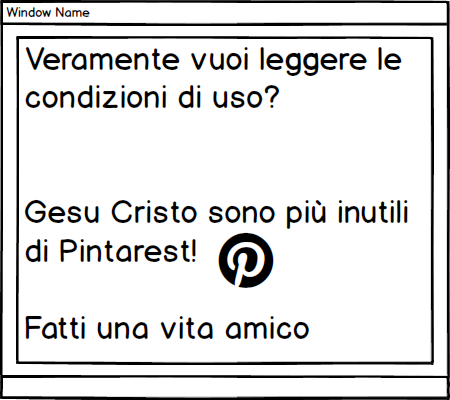 Window Name
Veramente vuoi leggere le
condizioni di uso?
Gesu Cristo sono più inutili
di Pintarest!
Fatti una vita amico